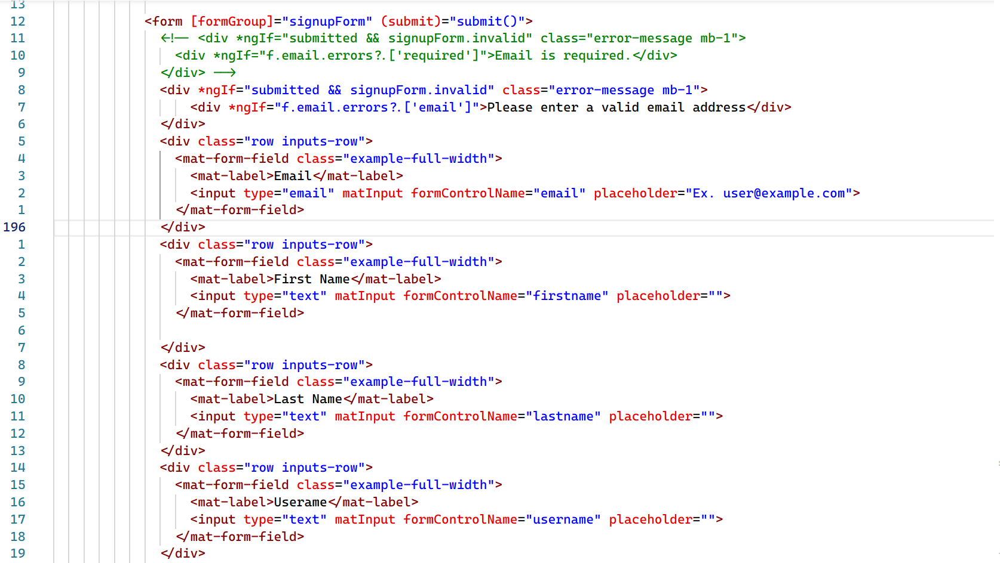 13
12 <form [formGroup]="signupForm" (submit)="submit()">
11 <!-- <div *ngIf="submitted && signupForm.invalid" class="error-message mb-1">
10 <div *ngIf="f.email.errors?.['required']">Email is required.</div>
9 </div> -->
8 <div *ngIf="submitted && signupForm.invalid" class="error-message mb-1">
7 <div *ngIf="f.email.errors?.['email']">Please enter a valid email address</div>
6 </div>
5 <div class="row inputs-row">
4 <mat-form-field class="example-full-width">
3 <mat-label>Email</mat-label>
2 <input type="email" matInput formControlName="email" placeholder="Ex. user@example.com">
1 </mat-form-field>
196 </div>
1 <div class="row inputs-row">
2 <mat-form-field class="example-full-width">
3 <mat-label>First Name</mat-label>
4 <input type="text" matInput formControlName="firstname" placeholder="">
5 </mat-form-field>
6
7 </div>
8 <div class="row inputs-row">
9 <mat-form-field class="example-full-width">
10 <mat-label>Last Name</mat-label>
11 <input type="text" matInput formControlName="lastname" placeholder="">
12 </mat-form-field>
13 </div>
14 <div class="row inputs-row">
15 <mat-form-field class="example-full-width">
16 <mat-label>Userame</mat-label>
17 <input type="text" matInput formControlName="username" placeholder="">
18 </mat-form-field>
19 </div>